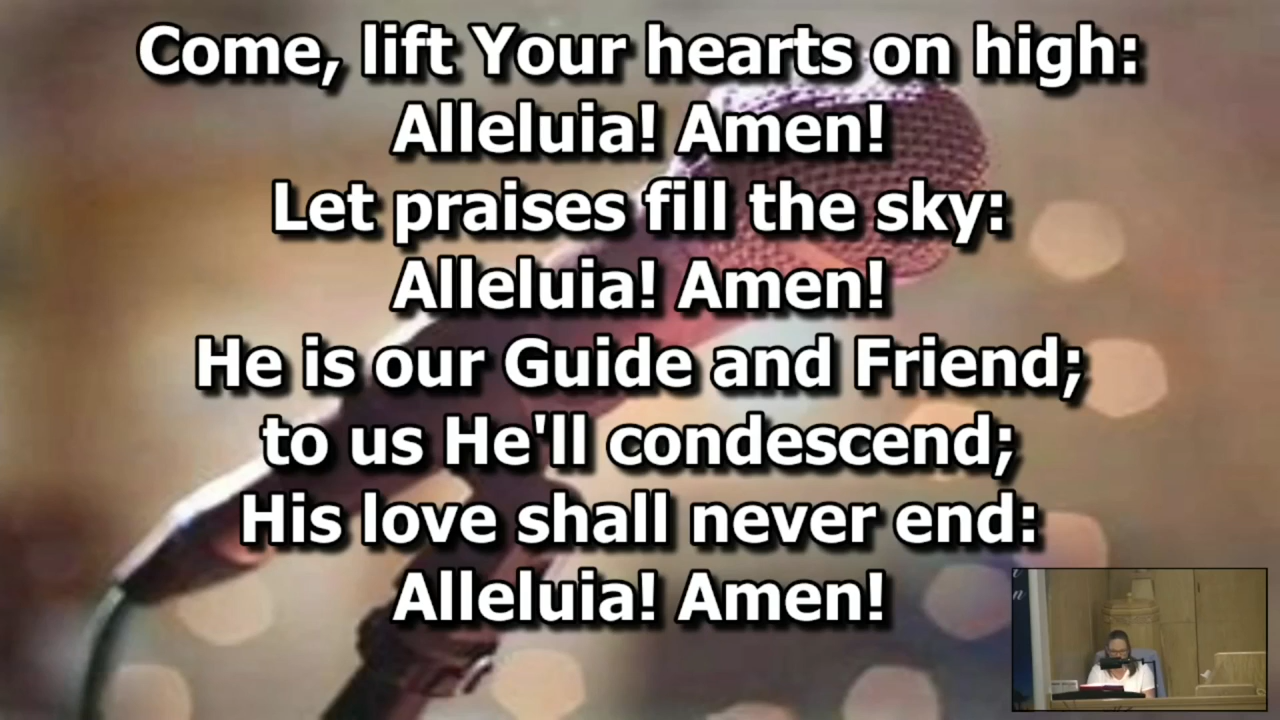 Come, lift Your hearts on high:
Alleluia! Amen!
Let praises fill the sky:
Alleluia! Amen!
He is our Guide and Friend;
to us He'll condescend;
His love shall never end:
Alleluia! Amen!